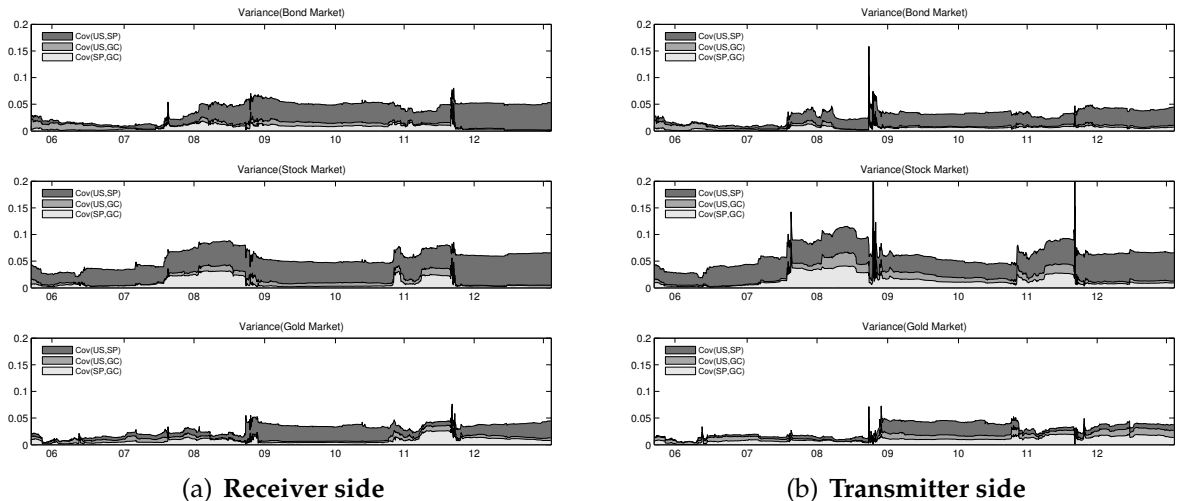 Variance(Bond Market)
0.2
0.15
0.1
0.05
0
Cov(US,SP)
Cov(US,GC)
Cov(SP,GC)
06 07 08 09 10 11 12
Variance(Stock Market)
0.2
0.15
0.1
0.05
0
Cov(US,SP)
Cov(US,GC)
Cov(SP,GC)
06 07 08 09 10 11 12
Variance(Gold Market)
0.2
0.15
0.1
0.05
0
Cov(US,SP)
Cov(US,GC)
Cov(SP,GC)
06 07 08 09 10 11 12
(a) Receiver side
Variance(Bond Market)
0.2
0.15
0.1
0.05
0
Cov(US,SP)
Cov(US,GC)
Cov(SP,GC)
06 07 08 09 10 11 12
Variance(Stock Market)
0.2
0.15
0.1
0.05
0
Cov(US,SP)
Cov(US,GC)
Cov(SP,GC)
06 07 08 09 10 11 12
Variance(Gold Market)
0.2
0.15
0.1
0.05
0
Cov(US,SP)
Cov(US,GC)
Cov(SP,GC)
06 07 08 09 10 11 12
(b) Transmitter side